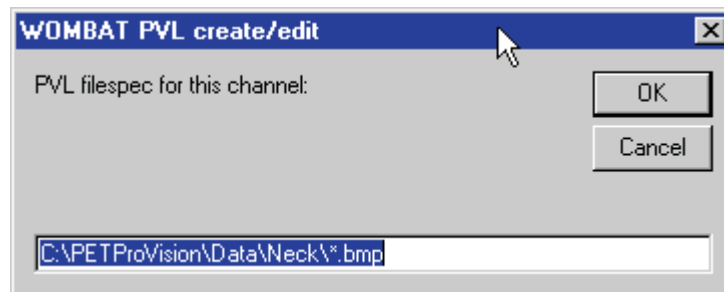 WOMBAT PVL create/edit
PVL filespec for this channel:
OK
Cancel
C:\PETProVision\Data\Neck\*.bmp